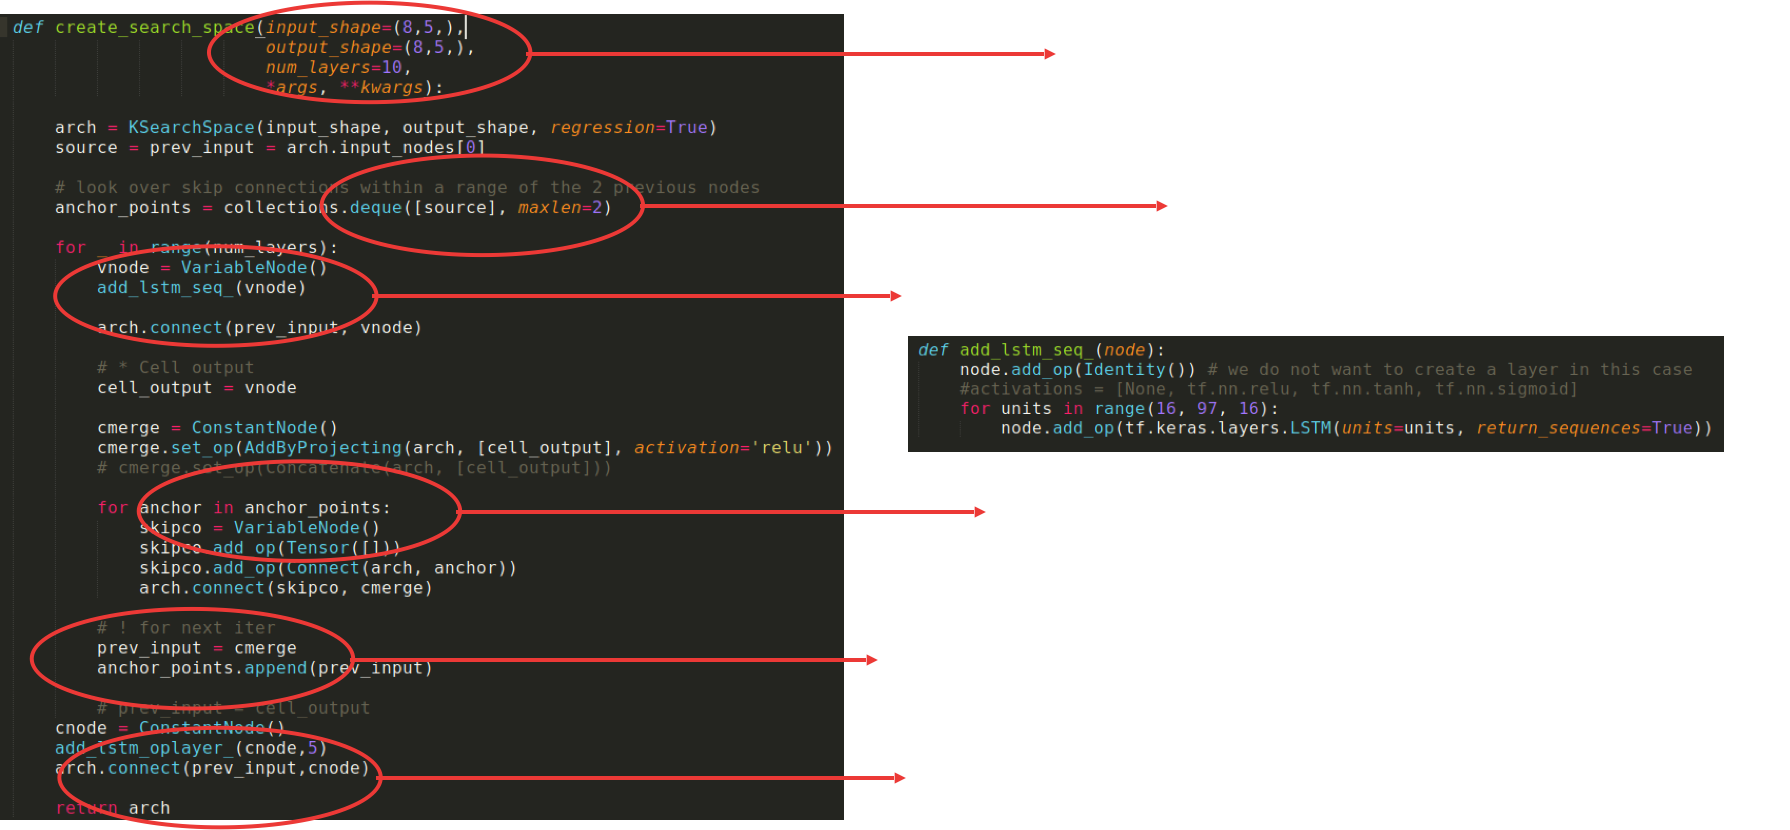 def create_search_space(input_shape=(8,5,),
output_shape=(8,5,),
num_layers=10,
*args, **kwargs):
arch = KSearchSpace(input_shape, output_shape, regression=True)
source = prev_input = arch.input_nodes[0]
# look over skip connections within a range of the 2 previous nodes
anchor_points = collections.deque([source], maxlen=2)
for _ in range(num_layers):
vnode = VariableNode()
add_lstm_seq_(vnode)
arch.connect(prev_input, vnode)
# * Cell output
cell_output = vnode
cmerge = ConstantNode()
cmerge.set_op(AddByProjecting(arch, [cell_output], activation='relu'))
# cmerge.set_op(Concatenate(arch, [cell_output]))
for anchor in anchor_points:
skipco = VariableNode()
skipco.add_op(Tensor([]))
skipco.add_op(Connect(arch, anchor))
arch.connect(skipco, cmerge)
# ! for next iter
prev_input = cmerge
anchor_points.append(prev_input)
# prev_input = cell_output
cnode = ConstantNode()
add_lstm_oplayer_(cnode,5)
arch.connect(prev_input,cnode)
return arch
def add_lstm_seq_(node):
node.add_op(Identity()) # we do not want to create a layer in this case
#activations = [None, tf.nn.relu, tf.nn.tanh, tf.nn.sigmoid]
for units in range(16, 97, 16):
node.add_op(tf.keras.layers.LSTM(units=units, return_sequences=True))